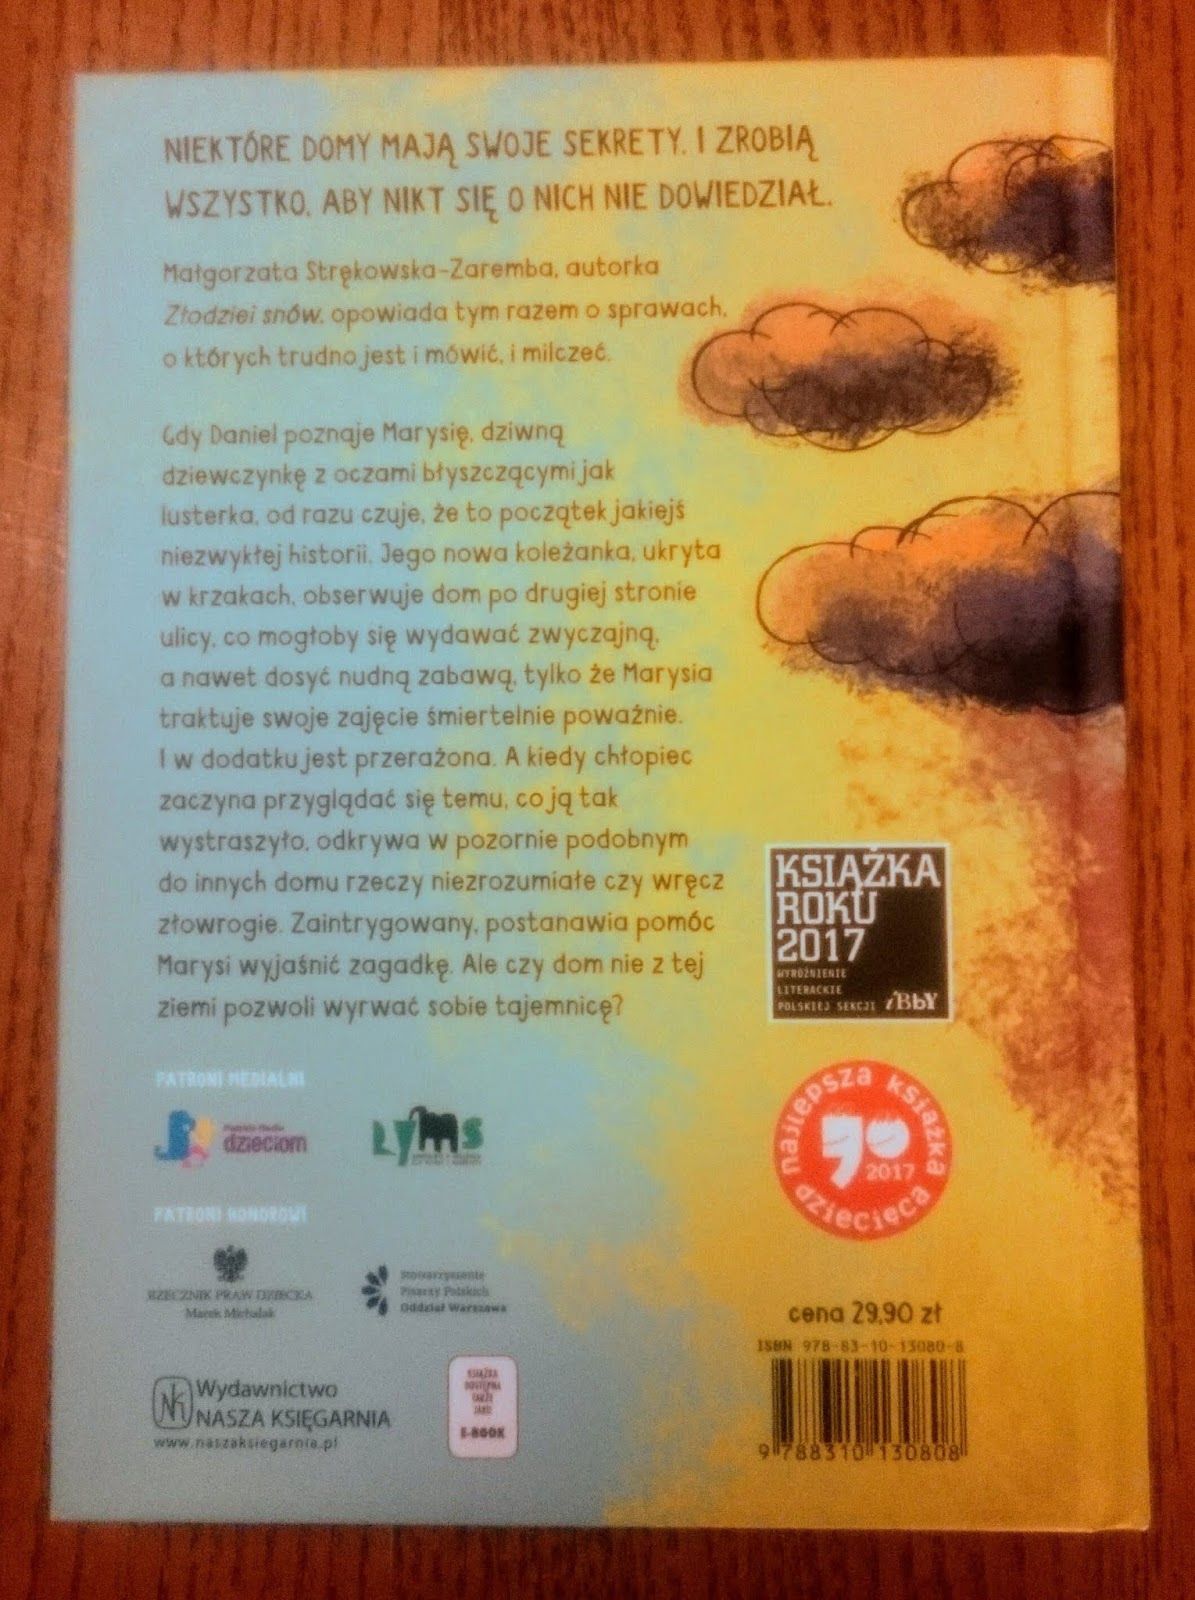 NIEKTÓRE DOMY MAJĄ SWOJE SEKRETY. I ZROBIĄ
WSZYSTKO, ABY NIKT SIĘ O NICH NIE DOWIEDZIAŁ.
Małgorzata Strękowska-Zaremba, autorka
Złodziei snów, opowiada tym razem o sprawach,
o których trudno jest i mówić, i milczeć.
Gdy Daniel poznaje Marysię, dziwną
dziewczynkę z oczami błyszczącymi jak
lusterka, od razu czuje, że to początek jakiejś
niezwykłej historii. Jego nowa koleżanka, ukryta
w krzakach, obserwuje dom po drugiej stronie
ulicy, co mogłoby się wydawać zwyczajną,
a nawet dosyć nudną zabawą, tylko że Marysia
traktuje swoje zajęcie śmiertelnie poważnie.
I w dodatku jest przerażona. A kiedy chłopiec
zaczyna przyglądać się temu, co ją tak
wystraszyło, odkrywa w pozornie podobnym
do innych domu rzeczy niezrozumiałe czy wręcz
złowrogie. Zaintrygowany, postanawia pomóc
Marysi wyjaśnić zagadkę. Ale czy dom nie z tej
ziemi pozwoli wyrwać sobie tajemnicę?
KSIĄŻKA
ROKU
2017
WYRÓŻNIENIE
LITERACKIE
POLSKIEJ SEKCJI iBbY
PATRONI MEDIALNI
dzieciom
LYMS
najlepsza książka
dziecięca
2017
PATRONI HONOROWI
RZECZNIK PRAW DZIECKA
Marek Michalak
Stowarzyszenie
Pisarzy Polskich
Oddział Warszawa
cena 29,90 zł
ISBN 978-83-10-13080-8
9 788310 130808
Wydawnictwo
NASZA KSIĘGARNIA
www.naszaksiegarnia.pl
KSIĄŻKA
DOSTĘPNA
TAKŻE
JAKO
E-BOOK